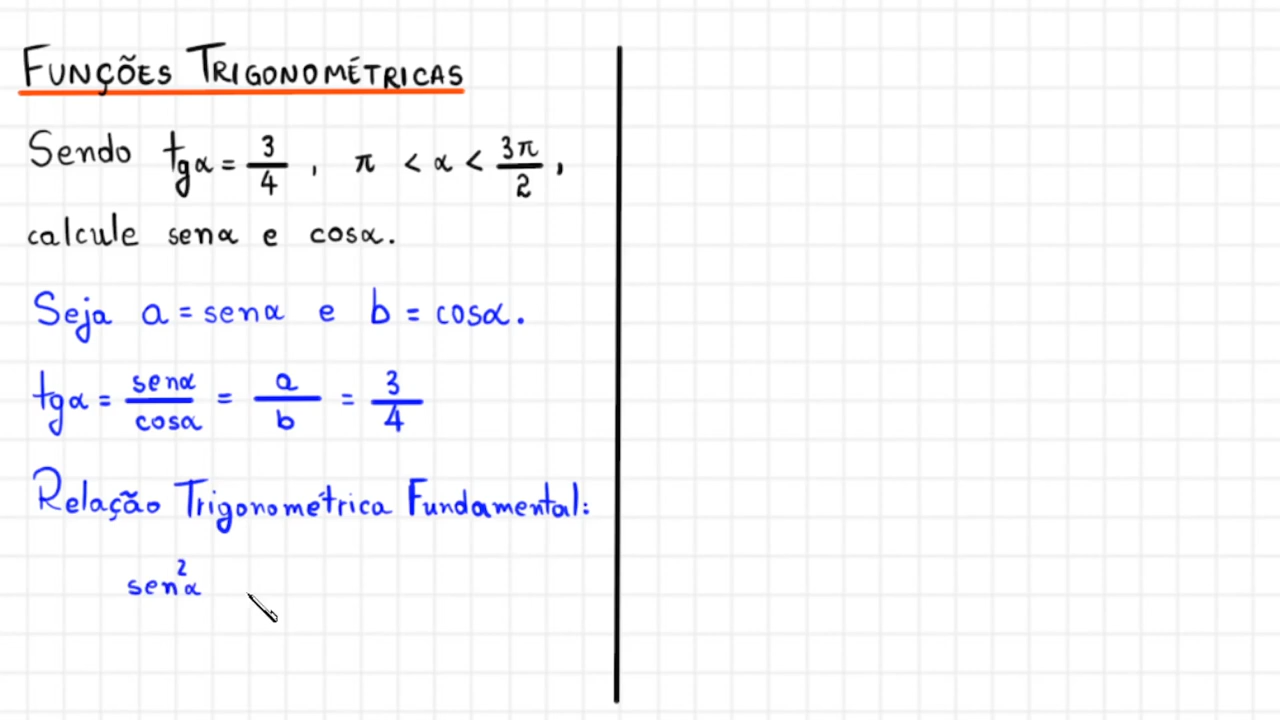 FUNÇÕES TRIGONOMÉTRICAS
Sendo tgα = 3/4 , π < α < 3π/2 ,
calcule senα e cosα.
Seja a = senα e b = cosα.
tgα = senα/cosα = a/b = 3/4
Relação Trigonométrica Fundamental:
sen²α